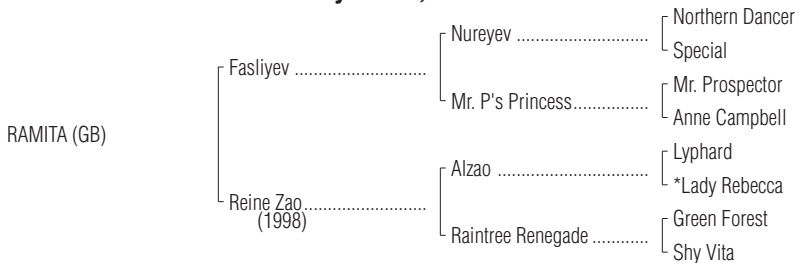 Northern Dancer
Nureyev ..............................
Special
Fasliyev ..............................
Mr. Prospector
Mr. P's Princess.................
Anne Campbell
RAMITA (GB)
Lyphard
Alzao ..................................
*Lady Rebecca
Reine Zao............................
(1998)
Green Forest
Raintree Renegade ............
Shy Vita